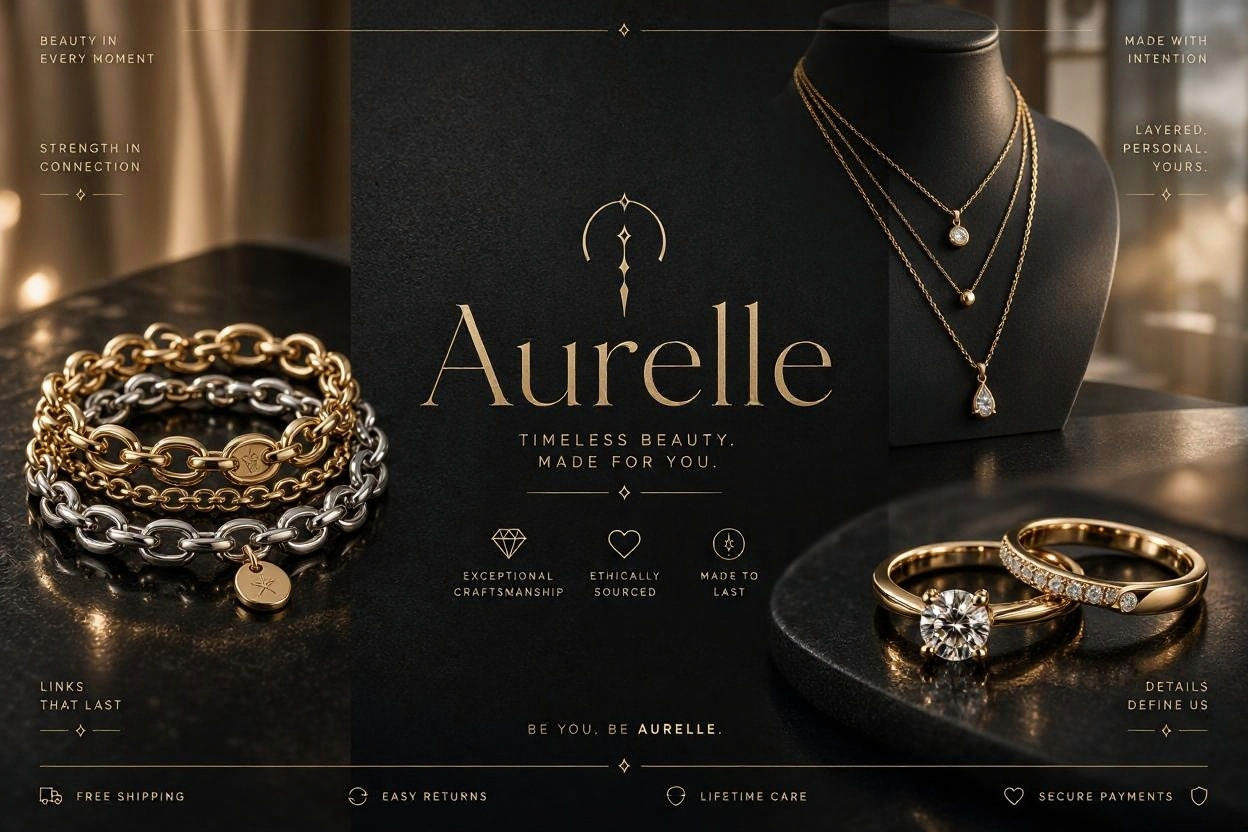 BEAUTY IN
EVERY MOMENT
STRENGTH IN
CONNECTION
MADE WITH
INTENTION
LAYERED.
PERSONAL.
YOURS.
Aurelle
TIMELESS BEAUTY.
MADE FOR YOU.
EXCEPTIONAL
CRAFTSMANSHIP
ETHICALLY
SOURCED
MADE TO
LAST
LINKS
THAT LAST
DETAILS
DEFINE US
BE YOU, BE AURELLE.
FREE SHIPPING
EASY RETURNS
LIFETIME CARE
SECURE PAYMENTS